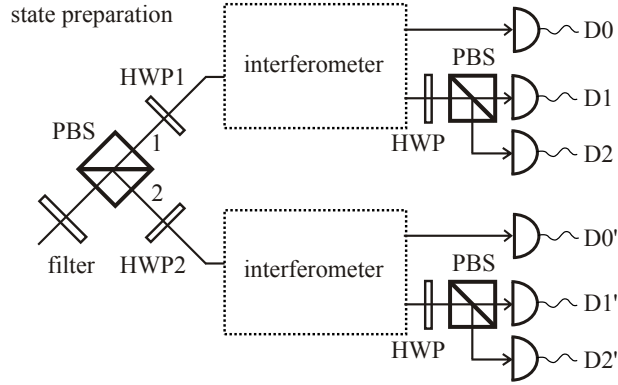 state preparation
D0
HWP1
interferometer
PBS
D1
PBS
1
HWP
D2
2
D0'
filter
HWP2
interferometer
PBS
D1'
HWP
D2'